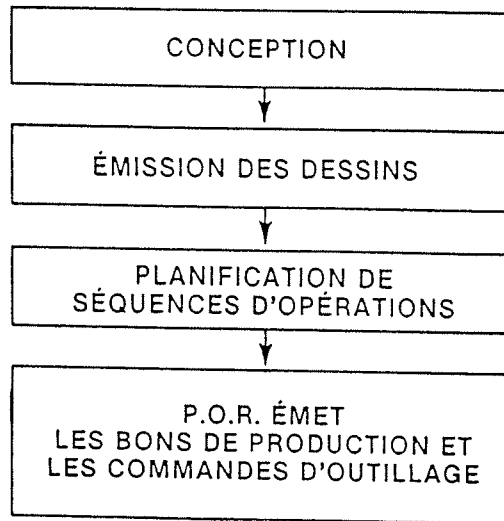 CONCEPTION
ÉMISSION DES DESSINS
PLANIFICATION DE
SÉQUENCES D'OPÉRATIONS
P.O.R. ÉMET
LES BONS DE PRODUCTION ET
LES COMMANDES D'OUTILLAGE